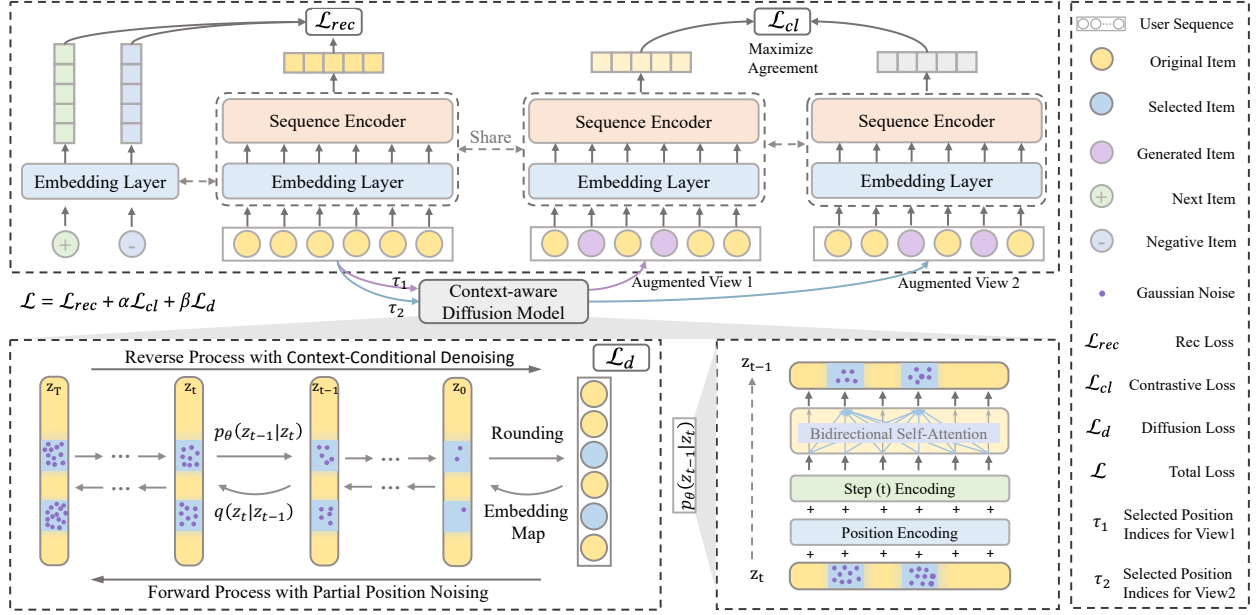 ℒ_rec
ℒ_cl
Maximize
Agreement
Sequence Encoder
Share
Sequence Encoder
Sequence Encoder
Embedding Layer
Embedding Layer
Embedding Layer
Embedding Layer
+
-
τ₁
τ₂
Augmented View 1
Augmented View 2
ℒ = ℒ_rec + αℒ_cl + βℒ_d
Context-aware
Diffusion Model
Reverse Process with Context-Conditional Denoising
ℒ_d
z_T
z_t
z_{t-1}
z_0
p_θ(z_{t-1}|z_t)
...
...
...
...
q(z_t|z_{t-1})
Rounding
Embedding
Map
Forward Process with Partial Position Noising
p_θ(z_{t-1}|z_t)
z_{t-1}
Bidirectional Self-Attention
Step (t) Encoding
+ + + + + +
Position Encoding
+ + + + + +
z_t
User Sequence
Original Item
Selected Item
Generated Item
+ Next Item
- Negative Item
Gaussian Noise
ℒ_rec Rec Loss
ℒ_cl Contrastive Loss
ℒ_d Diffusion Loss
ℒ Total Loss
τ₁ Selected Position
Indices for View1
τ₂ Selected Position
Indices for View2